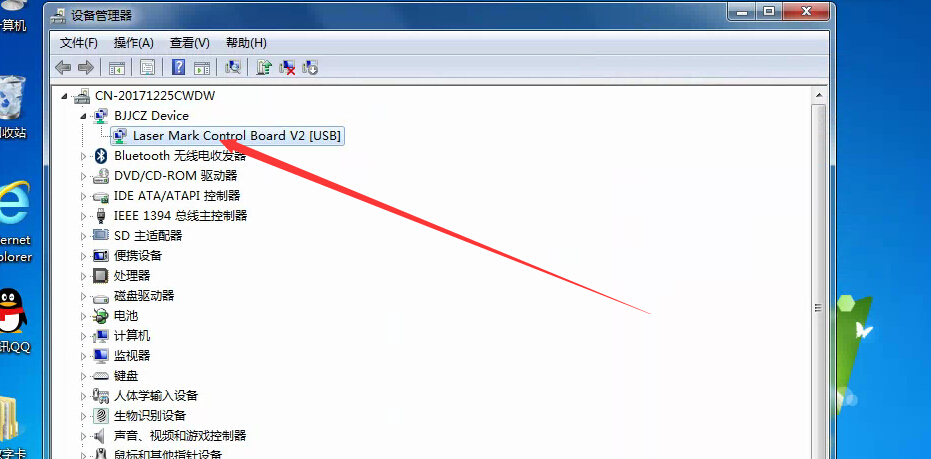 设备管理器
文件(F) 操作(A) 查看(V) 帮助(H)
CN-20171225CWDW
BJJCZ Device
Laser Mark Control Board V2 [USB]
Bluetooth 无线电收发器
DVD/CD-ROM 驱动器
IDE ATA/ATAPI 控制器
IEEE 1394 总线主控制器
SD 主适配器
便携设备
处理器
磁盘驱动器
电池
计算机
监视器
键盘
人体学输入设备
生物识别设备
声音、视频和游戏控制器
鼠标和其他指针设备
计算机
收站
ternet
plorer
讯QQ
字卡